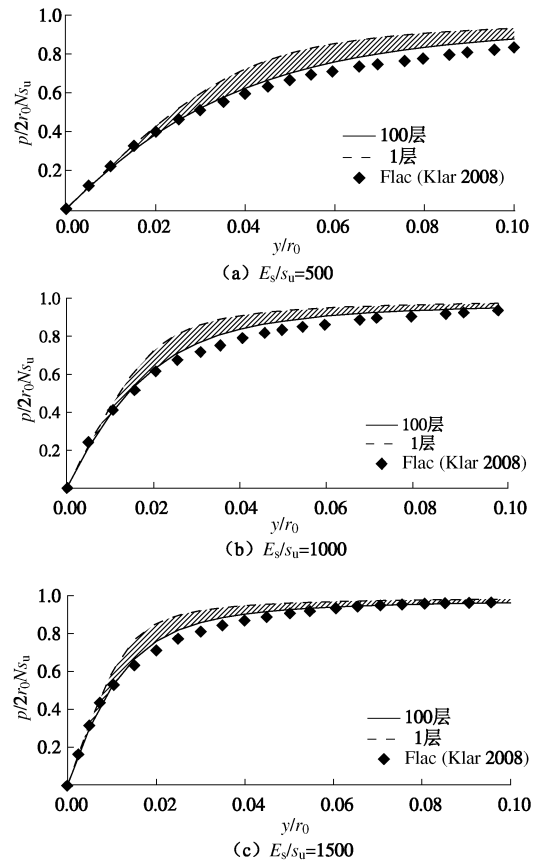 1.0
0.8
0.6
0.4
0.2
p/2r₀Nsᵤ
100层
1层
Flac (Klar 2008)
0.00 0.02 0.04 0.06 0.08 0.10
y/r₀
(a) Eₛ/sᵤ=500
1.0
0.8
0.6
0.4
0.2
p/2r₀Nsᵤ
100层
1层
Flac (Klar 2008)
0.00 0.02 0.04 0.06 0.08 0.10
y/r₀
(b) Eₛ/sᵤ=1000
1.0
0.8
0.6
0.4
0.2
p/2r₀Nsᵤ
100层
1层
Flac (Klar 2008)
0.00 0.02 0.04 0.06 0.08 0.10
y/r₀
(c) Eₛ/sᵤ=1500